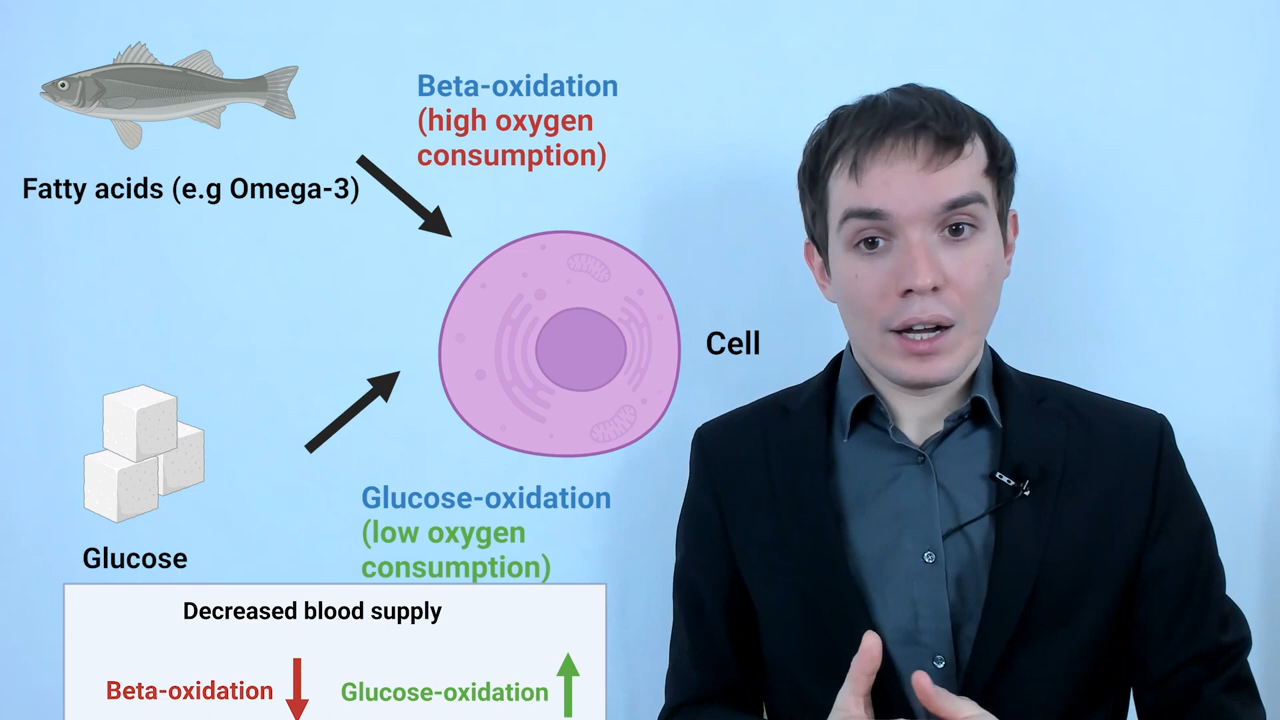 Beta-oxidation
(high oxygen
consumption)
Fatty acids (e.g Omega-3)
Cell
Glucose-oxidation
(low oxygen
consumption)
Glucose
Decreased blood supply
Beta-oxidation
Glucose-oxidation